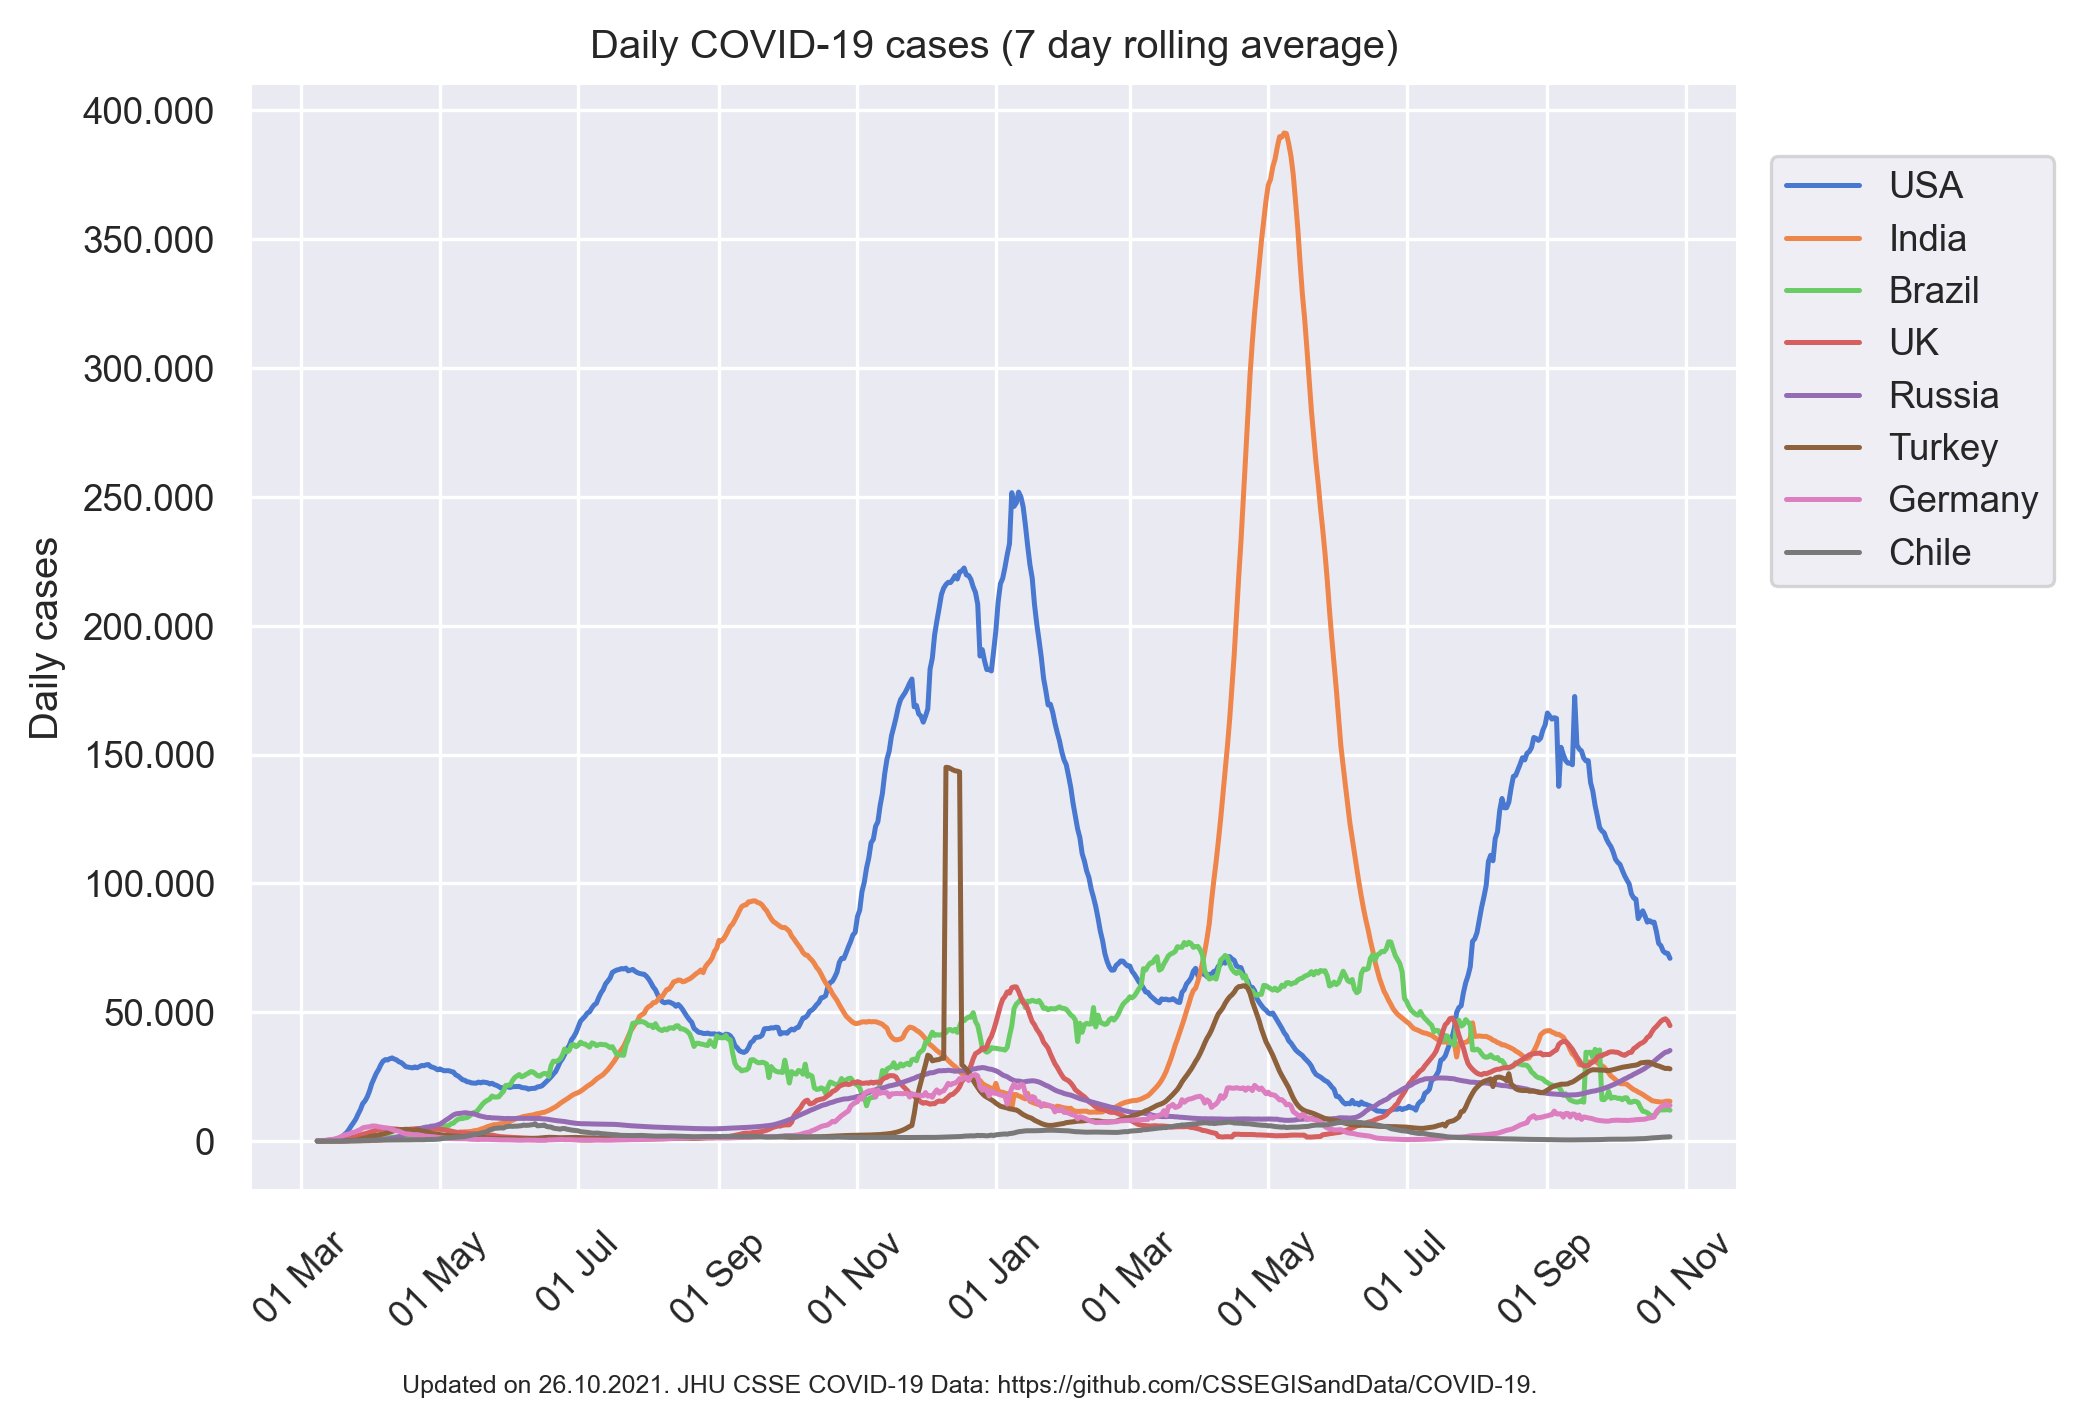 Daily COVID-19 cases (7 day rolling average)
400.000
350.000
300.000
250.000
200.000
150.000
100.000
50.000
0
Daily cases
USA
India
Brazil
UK
Russia
Turkey
Germany
Chile
01 Mar
01 May
01 Jul
01 Sep
01 Nov
01 Jan
01 Mar
01 May
01 Jul
01 Sep
01 Nov
Updated on 26.10.2021. JHU CSSE COVID-19 Data: https://github.com/CSSEGISandData/COVID-19.